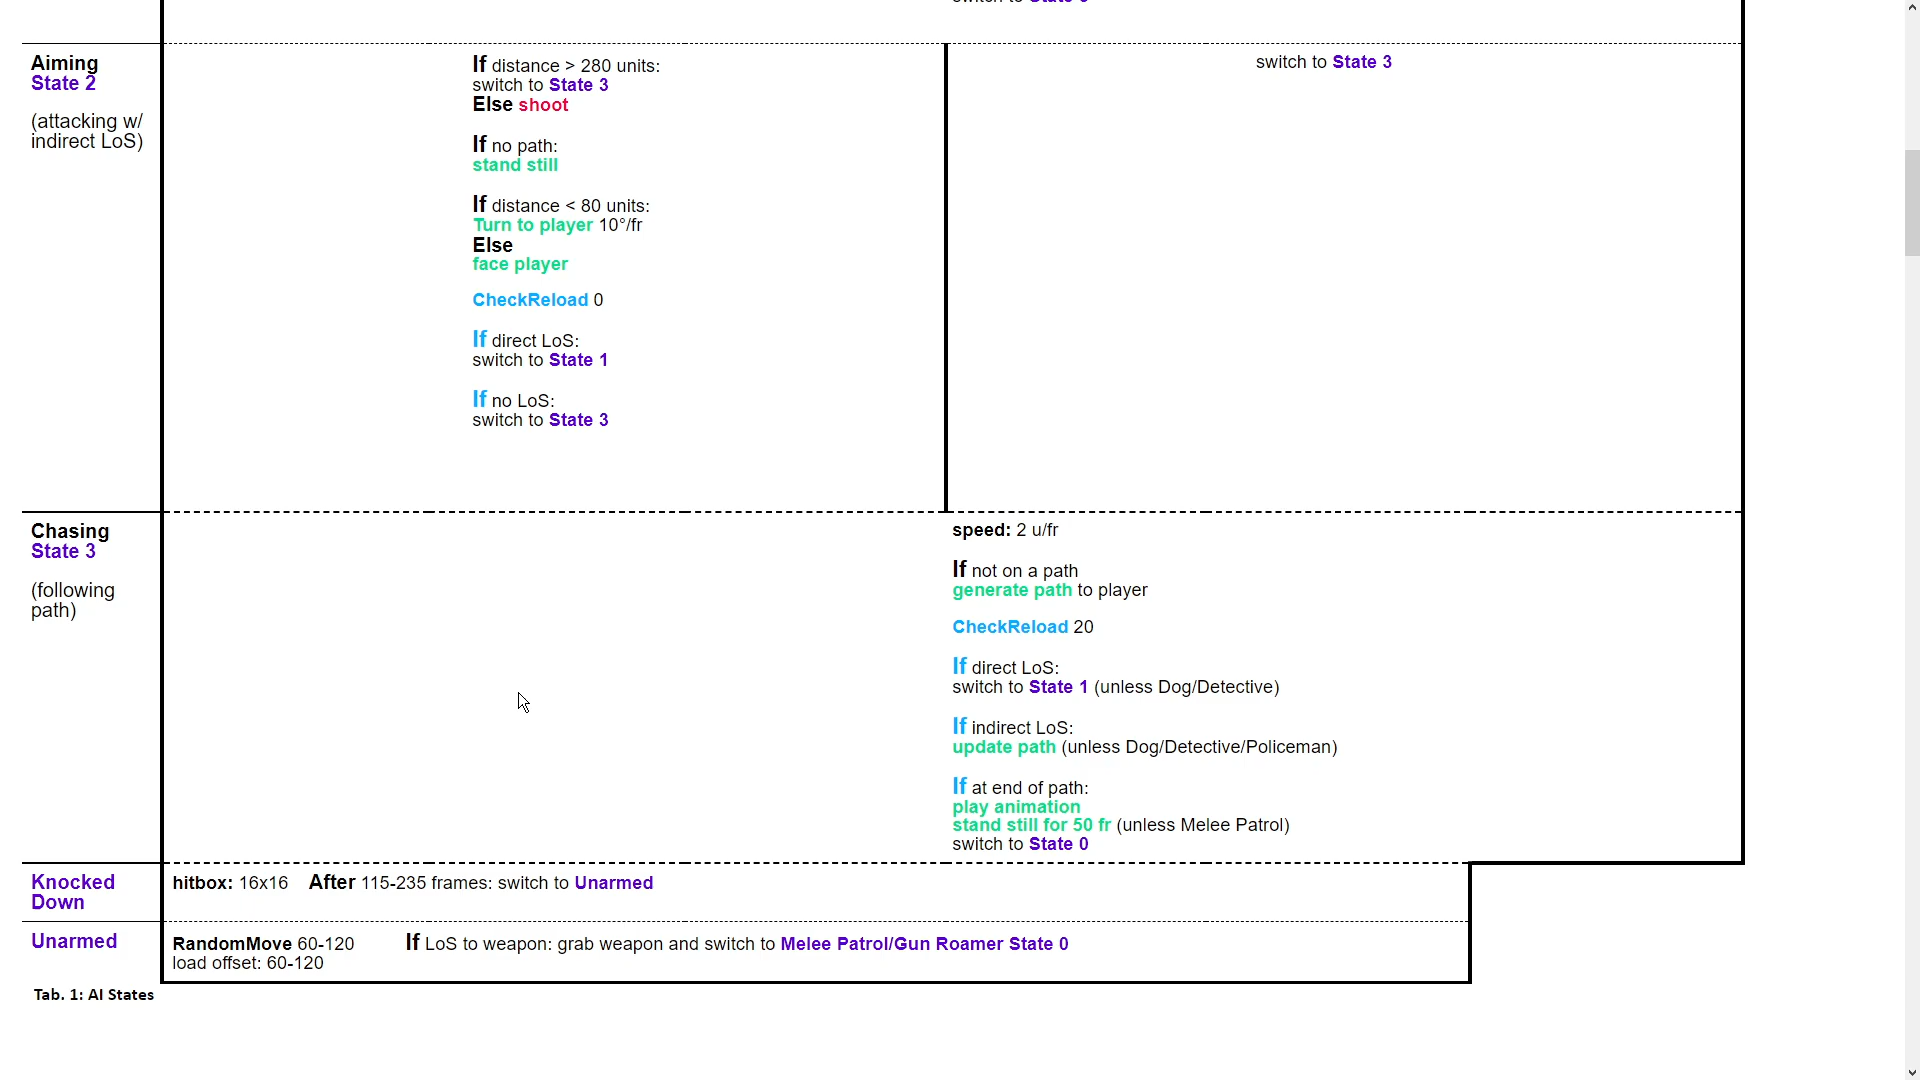 Aiming
State 2
(attacking w/
indirect LoS)
If distance > 280 units:
switch to State 3
Else shoot
If no path:
stand still
If distance < 80 units:
Turn to player 10°/fr
Else
face player
CheckReload 0
If direct LoS:
switch to State 1
If no LoS:
switch to State 3
switch to State 3
Chasing
State 3
(following
path)
speed: 2 u/fr
If not on a path
generate path to player
CheckReload 20
If direct LoS:
switch to State 1 (unless Dog/Detective)
If indirect LoS:
update path (unless Dog/Detective/Policeman)
If at end of path:
play animation
stand still for 50 fr (unless Melee Patrol)
switch to State 0
Knocked
Down
hitbox: 16x16 After 115-235 frames: switch to Unarmed
Unarmed
RandomMove 60-120 If LoS to weapon: grab weapon and switch to Melee Patrol/Gun Roamer State 0
load offset: 60-120
Tab. 1: AI States